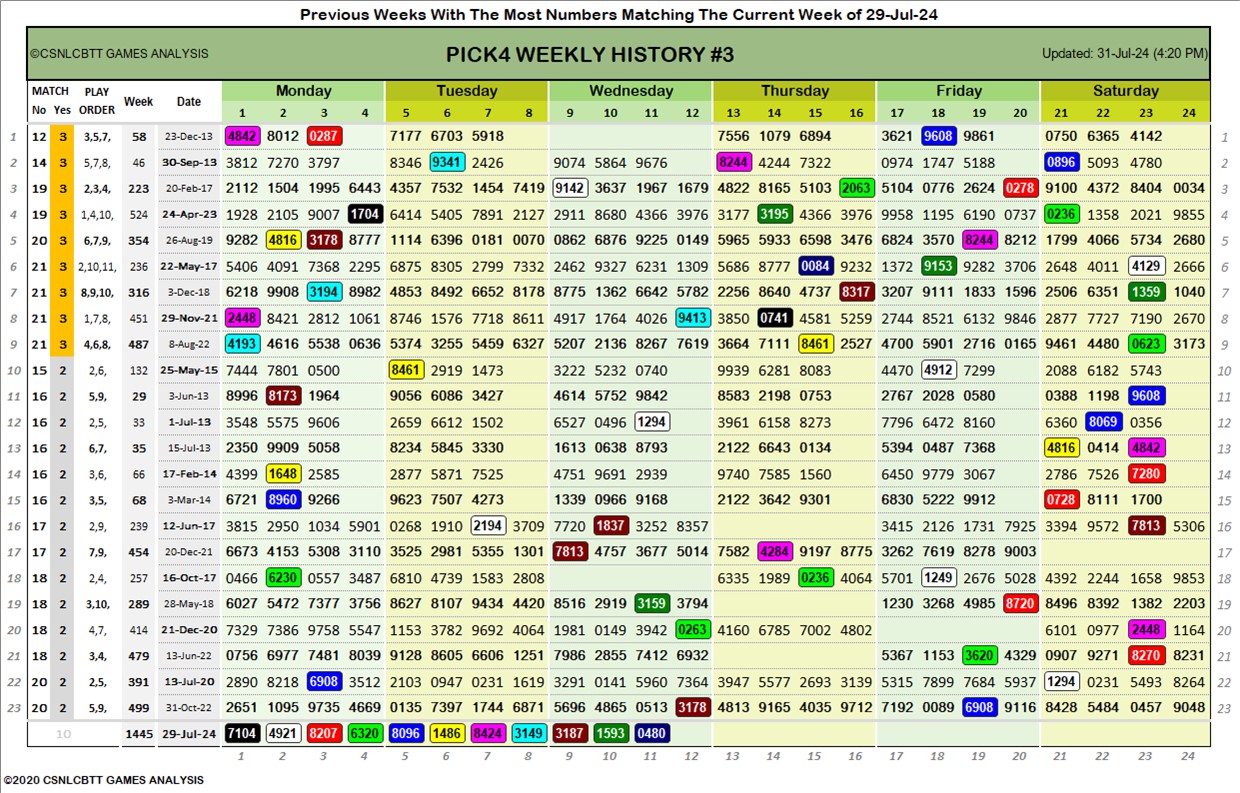 Previous Weeks With The Most Numbers Matching The Current Week of 29-Jul-24
©CSNLCBTT GAMES ANALYSIS PICK4 WEEKLY HISTORY #3 Updated: 31-Jul-24 (4:20 PM)
MATCH PLAY Week Date Monday Tuesday Wednesday Thursday Friday Saturday
No Yes ORDER 1 2 3 4 5 6 7 8 9 10 11 12 13 14 15 16 17 18 19 20 21 22 23 24
1 12 3 3,5,7, 58 23-Dec-13 4842 8012 0287 7177 6703 5918 7556 1079 6894 3621 9608 9861 0750 6365 4142 1
2 14 3 5,7,8, 46 30-Sep-13 3812 7270 3797 8346 9341 2426 9074 5864 9676 8244 4244 7322 0974 1747 5188 0896 5093 4780 2
3 19 3 2,3,4, 223 20-Feb-17 2112 1504 1995 6443 4357 7532 1454 7419 9142 3637 1967 1679 4822 8165 5103 2063 5104 0776 2624 0278 9100 4372 8404 0034 3
4 19 3 1,4,10, 524 24-Apr-23 1928 2105 9007 1704 6414 5405 7891 2127 2911 8680 4366 3976 3177 3195 4366 3976 9958 1195 6190 0737 0236 1358 2021 9855 4
5 20 3 6,7,9, 354 26-Aug-19 9282 4816 3178 8777 1114 6396 0181 0070 0862 6876 9225 0149 5965 5933 6598 3476 6824 3570 8244 8212 1799 4066 5734 2680 5
6 21 3 2,10,11, 236 22-May-17 5406 4091 7368 2295 6875 8305 2799 7332 2462 9327 6231 1309 5686 8777 0084 9232 1372 9153 9282 3706 2648 4011 4129 2666 6
7 21 3 8,9,10, 316 3-Dec-18 6218 9908 3194 8982 4853 8492 6652 8178 8775 1362 6642 5782 2256 8640 4737 8317 3207 9111 1833 1596 2506 6351 1359 1040 7
8 21 3 1,7,8, 451 29-Nov-21 2448 8421 2812 1061 8746 1576 7718 8611 4917 1764 4026 9413 3850 0741 4581 5259 2744 8521 6132 9846 2877 7727 7190 2670 8
9 21 3 4,6,8, 487 8-Aug-22 4193 4616 5538 0636 5374 3255 5459 6327 5207 2136 8267 7619 3664 7111 8461 2527 4700 5901 2716 0165 9461 4480 0623 3173 9
10 15 2 2,6, 132 25-May-15 7444 7801 0500 8461 2919 1473 3222 5232 0740 9939 6281 8083 4470 4912 7299 2088 6182 5743 10
11 16 2 5,9, 29 3-Jun-13 8996 8173 1964 9056 6086 3427 4614 5752 9842 8583 2198 0753 2767 2028 0580 0388 1198 9608 11
12 16 2 2,5, 33 1-Jul-13 3548 5575 9606 2659 6612 1502 6527 0496 1294 3961 6158 8273 7796 6472 8160 6360 8069 0356 12
13 16 2 6,7, 35 15-Jul-13 2350 9909 5058 8234 5845 3330 1613 0638 8793 2122 6643 0134 5394 0487 7368 4816 0414 4842 13
14 16 2 3,6, 66 17-Feb-14 4399 1648 2585 2877 8571 7525 4751 9691 2939 9740 7585 1560 6450 9779 3067 2786 7526 7280 14
15 16 2 3,5, 68 3-Mar-14 6721 8960 9266 9623 7507 4273 1339 0966 9168 2122 3642 9301 6830 5222 9912 0728 8111 1700 15
16 17 2 2,9, 239 12-Jun-17 3815 2950 1034 5901 0268 1910 2194 3709 7720 1837 3252 8357 3415 2126 1731 7925 3394 9572 7813 5306 16
17 17 2 7,9, 454 20-Dec-21 6673 4153 5308 3110 3525 2981 5355 1301 7813 4757 3677 5014 7582 4284 9197 8775 3262 7619 8278 9003 17
18 18 2 2,4, 257 16-Oct-17 0466 6230 0557 3487 6810 4739 1583 2808 6335 1989 0236 4064 5701 1249 2676 5028 4392 2244 1658 9853 18
19 18 2 3,10, 289 28-May-18 6027 5472 7377 3756 8627 8107 9434 4420 8516 2919 3159 3794 1230 3268 4985 8720 8496 8392 1382 2203 19
20 18 2 4,7, 414 21-Dec-20 7329 7386 9758 5547 1153 3782 9692 4064 1981 0149 3942 0263 4160 6785 7002 4802 6101 0977 2448 1164 20
21 18 2 3,4, 479 13-Jun-22 0756 6977 7481 8039 9128 8605 6606 1251 7986 2855 7412 6932 5367 1153 3620 4329 0907 9271 8270 8231 21
22 20 2 2,5, 391 13-Jul-20 2890 8218 6908 3512 2103 0947 0231 1619 3291 0141 5960 7364 3947 5577 2693 3139 5315 7899 7684 5937 1294 0231 5493 8264 22
23 20 2 5,9, 499 31-Oct-22 2651 1095 9735 4669 0135 7397 1744 6871 5696 4865 0513 3178 4813 9165 4035 9712 7192 0089 6908 9116 8428 5484 0457 9048 23
10 1445 29-Jul-24 7104 4921 8207 6320 8096 1486 8424 3149 3187 1593 0480
1 2 3 4 5 6 7 8 9 10 11 12 13 14 15 16 17 18 19 20 21 22 23 24
©2020 CSNLCBTT GAMES ANALYSIS